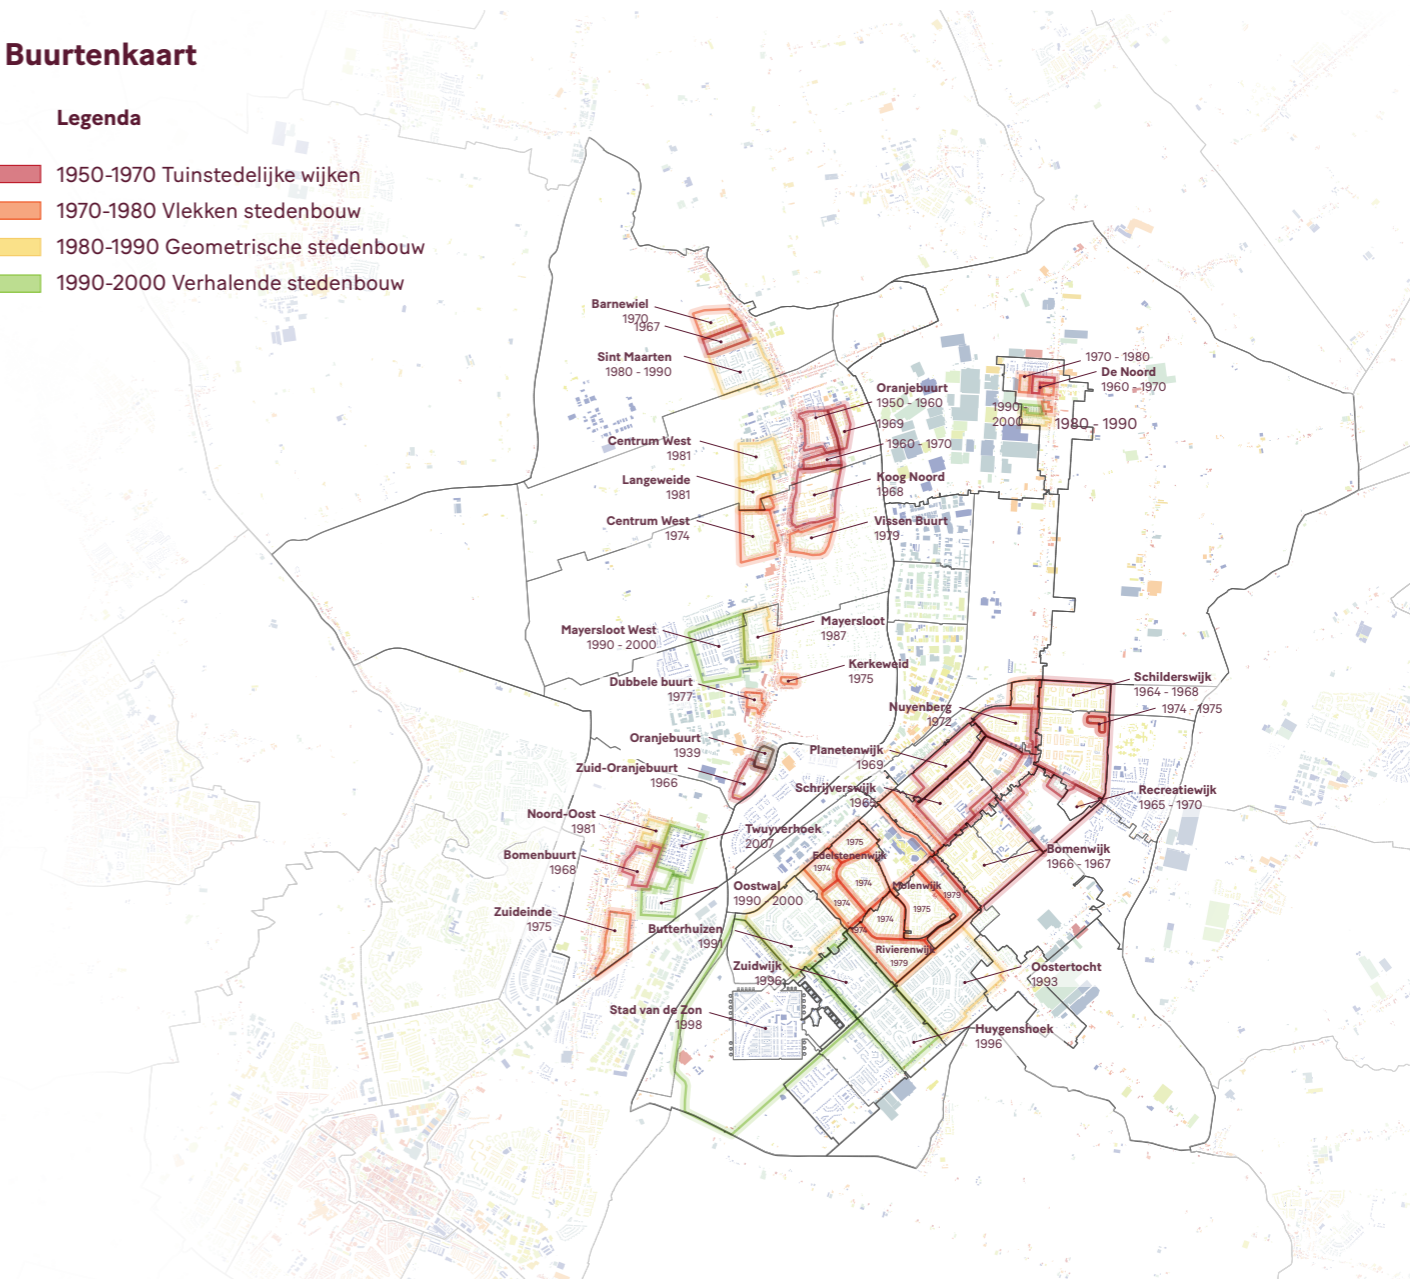 Buurtenkaart
Legenda
1950-1970 Tuinstedelijke wijken
1970-1980 Vlekken stedenbouw
1980-1990 Geometrische stedenbouw
1990-2000 Verhalende stedenbouw
Barnewiel
1970
1967
Sint Maarten
1980 - 1990
1970 - 1980
De Noord
1960 - 1970
1990 -
2000
1980 - 1990
Oranjebuurt
1950 - 1960
1969
1960 - 1970
Centrum West
1981
Langeweide
1981
Koog Noord
1968
Centrum West
1974
Vissen Buurt
1979
Mayersloot West
1990 - 2000
Mayersloot
1987
Kerkeweid
1975
Dubbele buurt
1977
Schilderswijk
1964 - 1968
1974 - 1975
Nuyenberg
1972
Oranjebuurt
1939
Planetenwijk
1969
Zuid-Oranjebuurt
1966
Schrijverswijk
1965
Recreatiewijk
1965 - 1970
Noord-Oost
1981
Twuyverhoek
2007
Bomenbuurt
1968
Bomenwijk
1966 - 1967
1975
Edelstenenwijk
1974
1974
Molenwijk
1979
1974
1975
1974
1974
Oostwal
1990 - 2000
Zuideinde
1975
Butterhuizen
1991
Rivierenwijk
1979
Zuidwijk
1996
Oostertocht
1993
Stad van de Zon
1998
Huygenshoek
1996